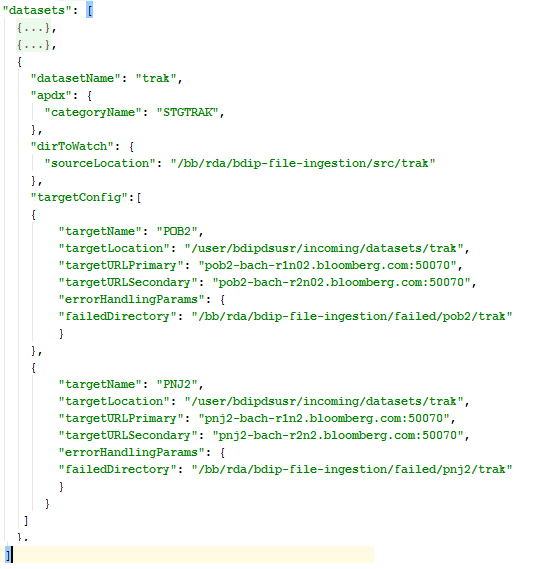 "datasets": [
{...},
{...},
{
"datasetName": "trak",
"apdx": {
"categoryName": "STGTRAK",
},
"dirToWatch": {
"sourceLocation": "/bb/rda/bdip-file-ingestion/src/trak"
},
"targetConfig":[
{
"targetName": "POB2",
"targetLocation": "/user/bdipdsusr/incoming/datasets/trak",
"targetURLPrimary": "pob2-bach-r1n02.bloomberg.com:50070",
"targetURLSecondary": "pob2-bach-r2n02.bloomberg.com:50070",
"errorHandlingParams": {
"failedDirectory": "/bb/rda/bdip-file-ingestion/failed/pob2/trak"
}
},
{
"targetName": "PNJ2",
"targetLocation": "/user/bdipdsusr/incoming/datasets/trak",
"targetURLPrimary": "pnj2-bach-r1n2.bloomberg.com:50070",
"targetURLSecondary": "pnj2-bach-r2n2.bloomberg.com:50070",
"errorHandlingParams": {
"failedDirectory": "/bb/rda/bdip-file-ingestion/failed/pnj2/trak"
}
}
]
},
]